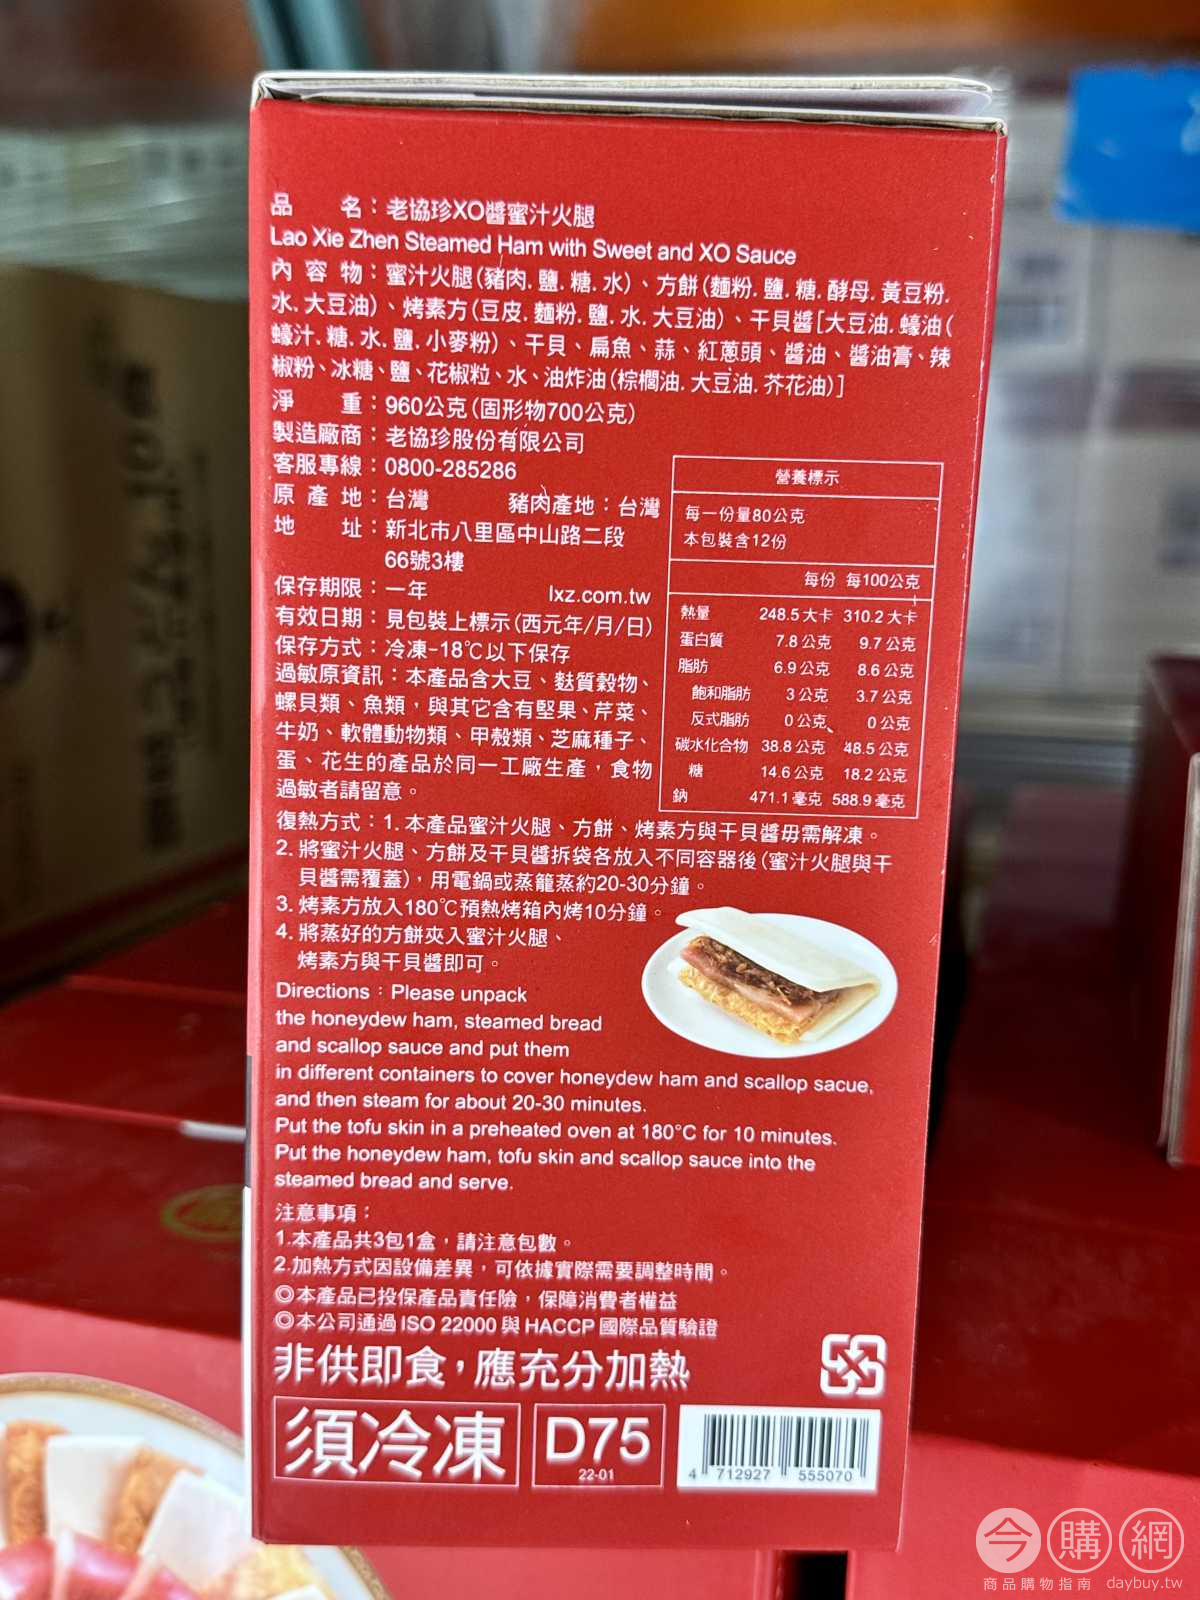 品名：老協珍XO醬蜜汁火腿
Lao Xie Zhen Steamed Ham with Sweet and XO Sauce
內容物：蜜汁火腿(豬肉.鹽.糖.水)、方餅(麵粉.鹽.糖.酵母.黃豆粉.
水.大豆油)、烤素方(豆皮.麵粉.鹽.水.大豆油)、干貝醬[大豆油.蠔油(
蠔汁.糖.水.鹽.小麥粉)、干貝、扁魚、蒜、紅蔥頭、醬油、醬油膏、辣
椒粉、冰糖、鹽、花椒粒、水、油炸油(棕櫚油.大豆油.芥花油)]
淨重：960公克(固形物700公克)
製造廠商：老協珍股份有限公司
客服專線：0800-285286
原產地：台灣 豬肉產地：台灣
地址：新北市八里區中山路二段
66號3樓
保存期限：一年 lxz.com.tw
有效日期：見包裝上標示(西元年/月/日)
保存方式：冷凍-18℃以下保存
過敏原資訊：本產品含大豆、麩質穀物、
螺貝類、魚類，與其它含有堅果、芹菜、
牛奶、軟體動物類、甲殼類、芝麻種子、
蛋、花生的產品於同一工廠生產，食物
過敏者請留意。
營養標示
每一份量80公克
本包裝含12份
每份 每100公克
熱量 248.5大卡 310.2大卡
蛋白質 7.8公克 9.7公克
脂肪 6.9公克 8.6公克
飽和脂肪 3公克 3.7公克
反式脂肪 0公克 0公克
碳水化合物 38.8公克 48.5公克
糖 14.6公克 18.2公克
鈉 471.1毫克 588.9毫克
復熱方式：1.本產品蜜汁火腿、方餅、烤素方與干貝醬毋需解凍。
2.將蜜汁火腿、方餅及干貝醬拆袋各放入不同容器後(蜜汁火腿與干
貝醬需覆蓋)，用電鍋或蒸籠蒸約20-30分鐘。
3.烤素方放入180℃預熱烤箱內烤10分鐘。
4.將蒸好的方餅夾入蜜汁火腿、
烤素方與干貝醬即可。
Directions：Please unpack
the honeydew ham, steamed bread
and scallop sauce and put them
in different containers to cover honeydew ham and scallop sacue,
and then steam for about 20-30 minutes.
Put the tofu skin in a preheated oven at 180°C for 10 minutes.
Put the honeydew ham, tofu skin and scallop sauce into the
steamed bread and serve.
注意事項：
1.本產品共3包1盒，請注意包數。
2.加熱方式因設備差異，可依據實際需要調整時間。
◎本產品已投保產品責任險，保障消費者權益
◎本公司通過ISO 22000與HACCP國際品質驗證
非供即食，應充分加熱
須冷凍
D75
22-01
4 712927 555070
今購網
商品購物指南 daybuy.tw